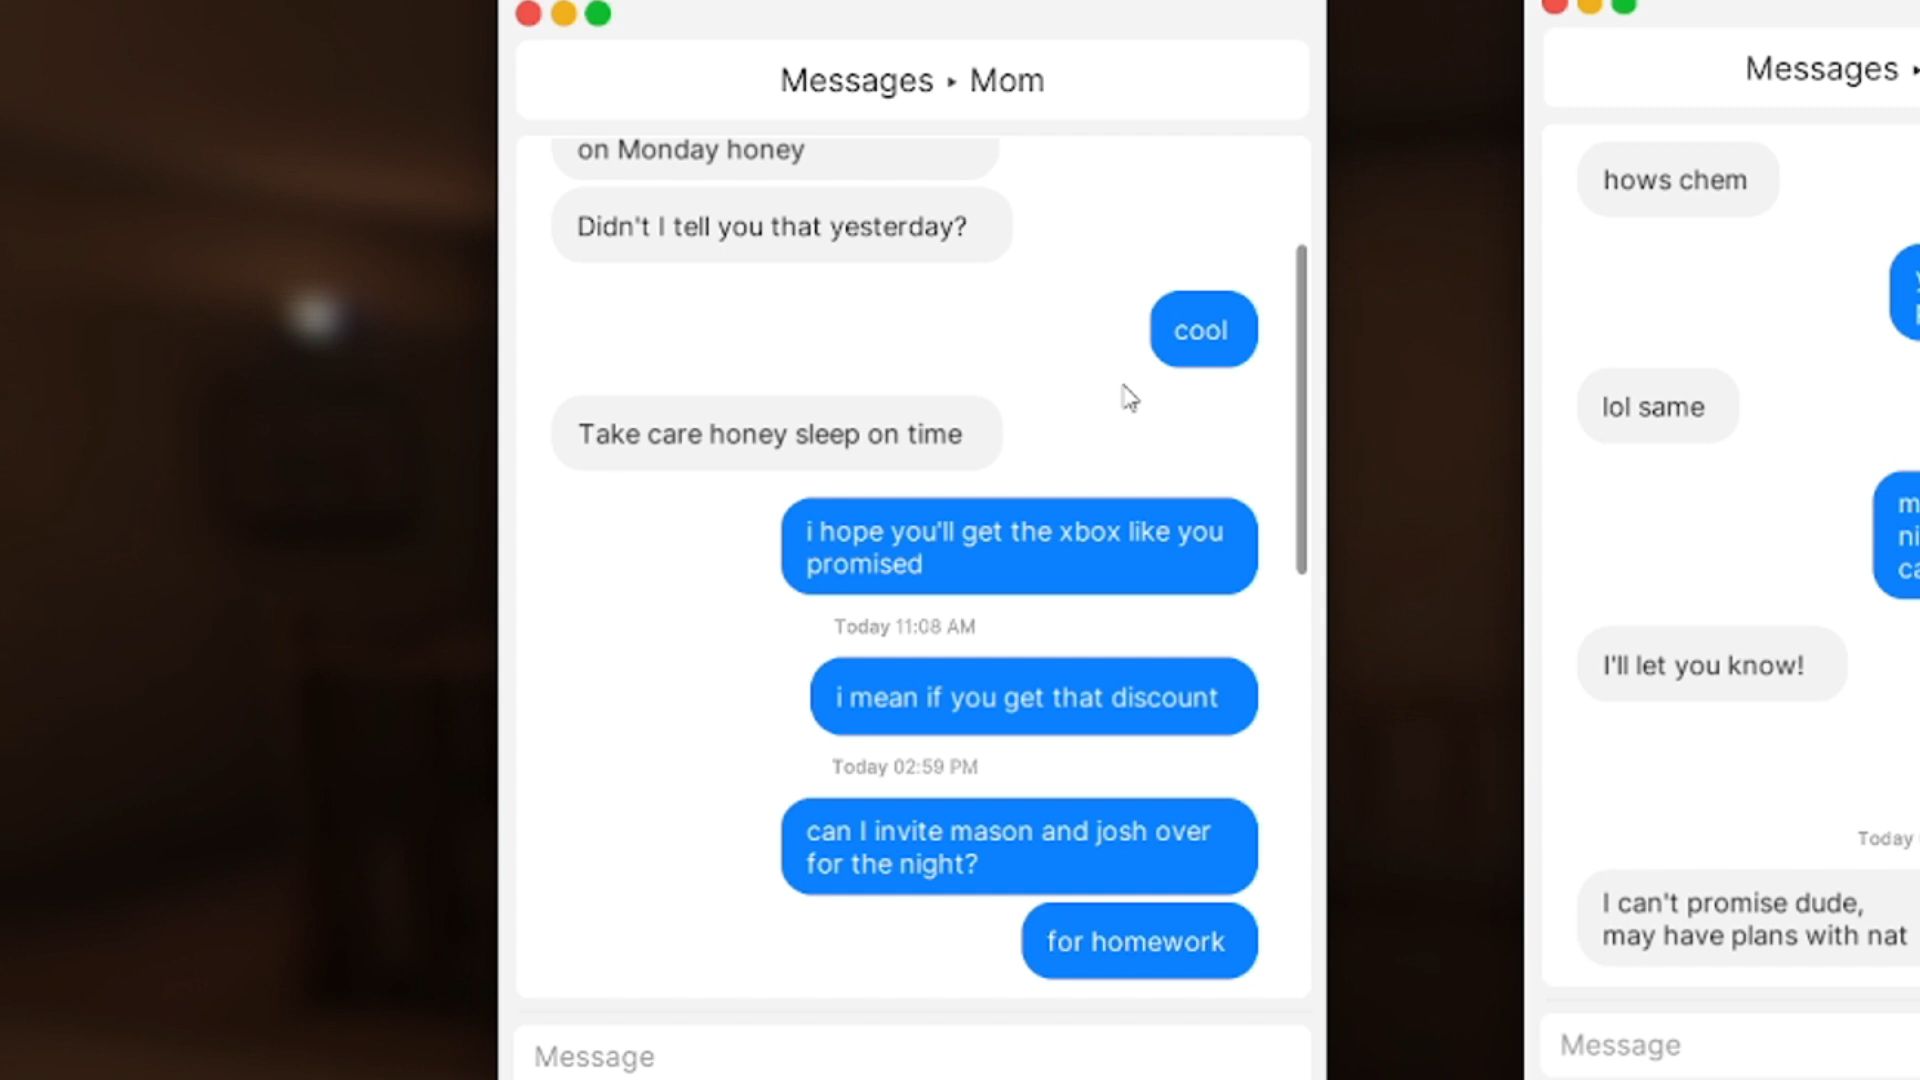 Messages ▸ Mom
on Monday honey
Didn't I tell you that yesterday?
cool
Take care honey sleep on time
i hope you'll get the xbox like you
promised
Today 11:08 AM
i mean if you get that discount
Today 02:59 PM
can I invite mason and josh over
for the night?
for homework
Message
Messages ▸
hows chem
lol same
m
ni
ca
I'll let you know!
Today
I can't promise dude,
may have plans with nat
Message